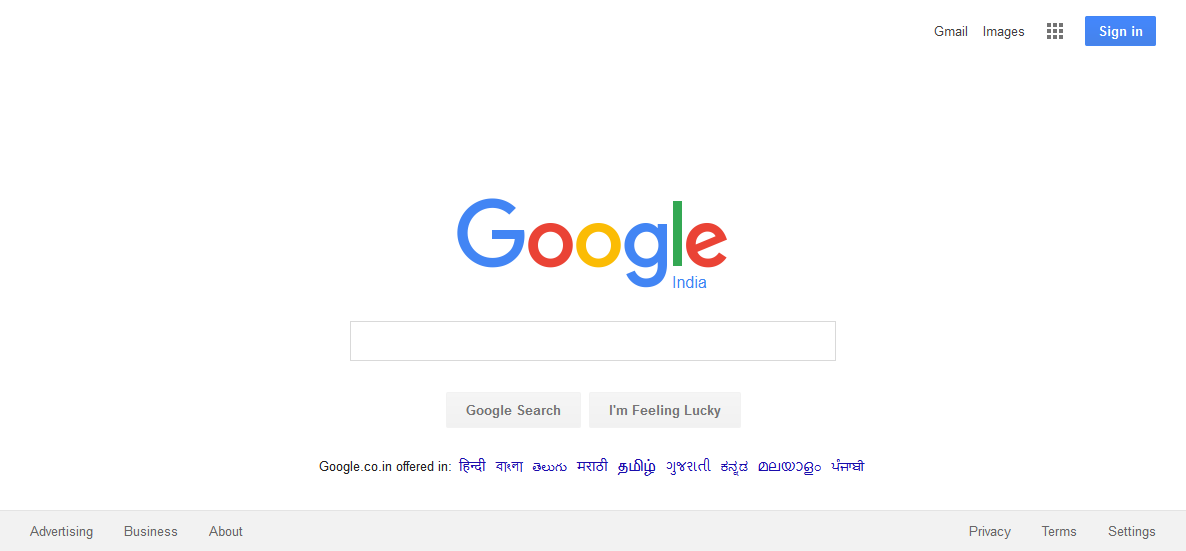 Gmail Images Sign in
Google
India
Google Search I'm Feeling Lucky
Google.co.in offered in: हिन्दी বাংলা తెలుగు मराठी தமிழ் ગુજરાતી ಕನ್ನಡ മലയാളം ਪੰਜਾਬੀ
Advertising Business About Privacy Terms Settings